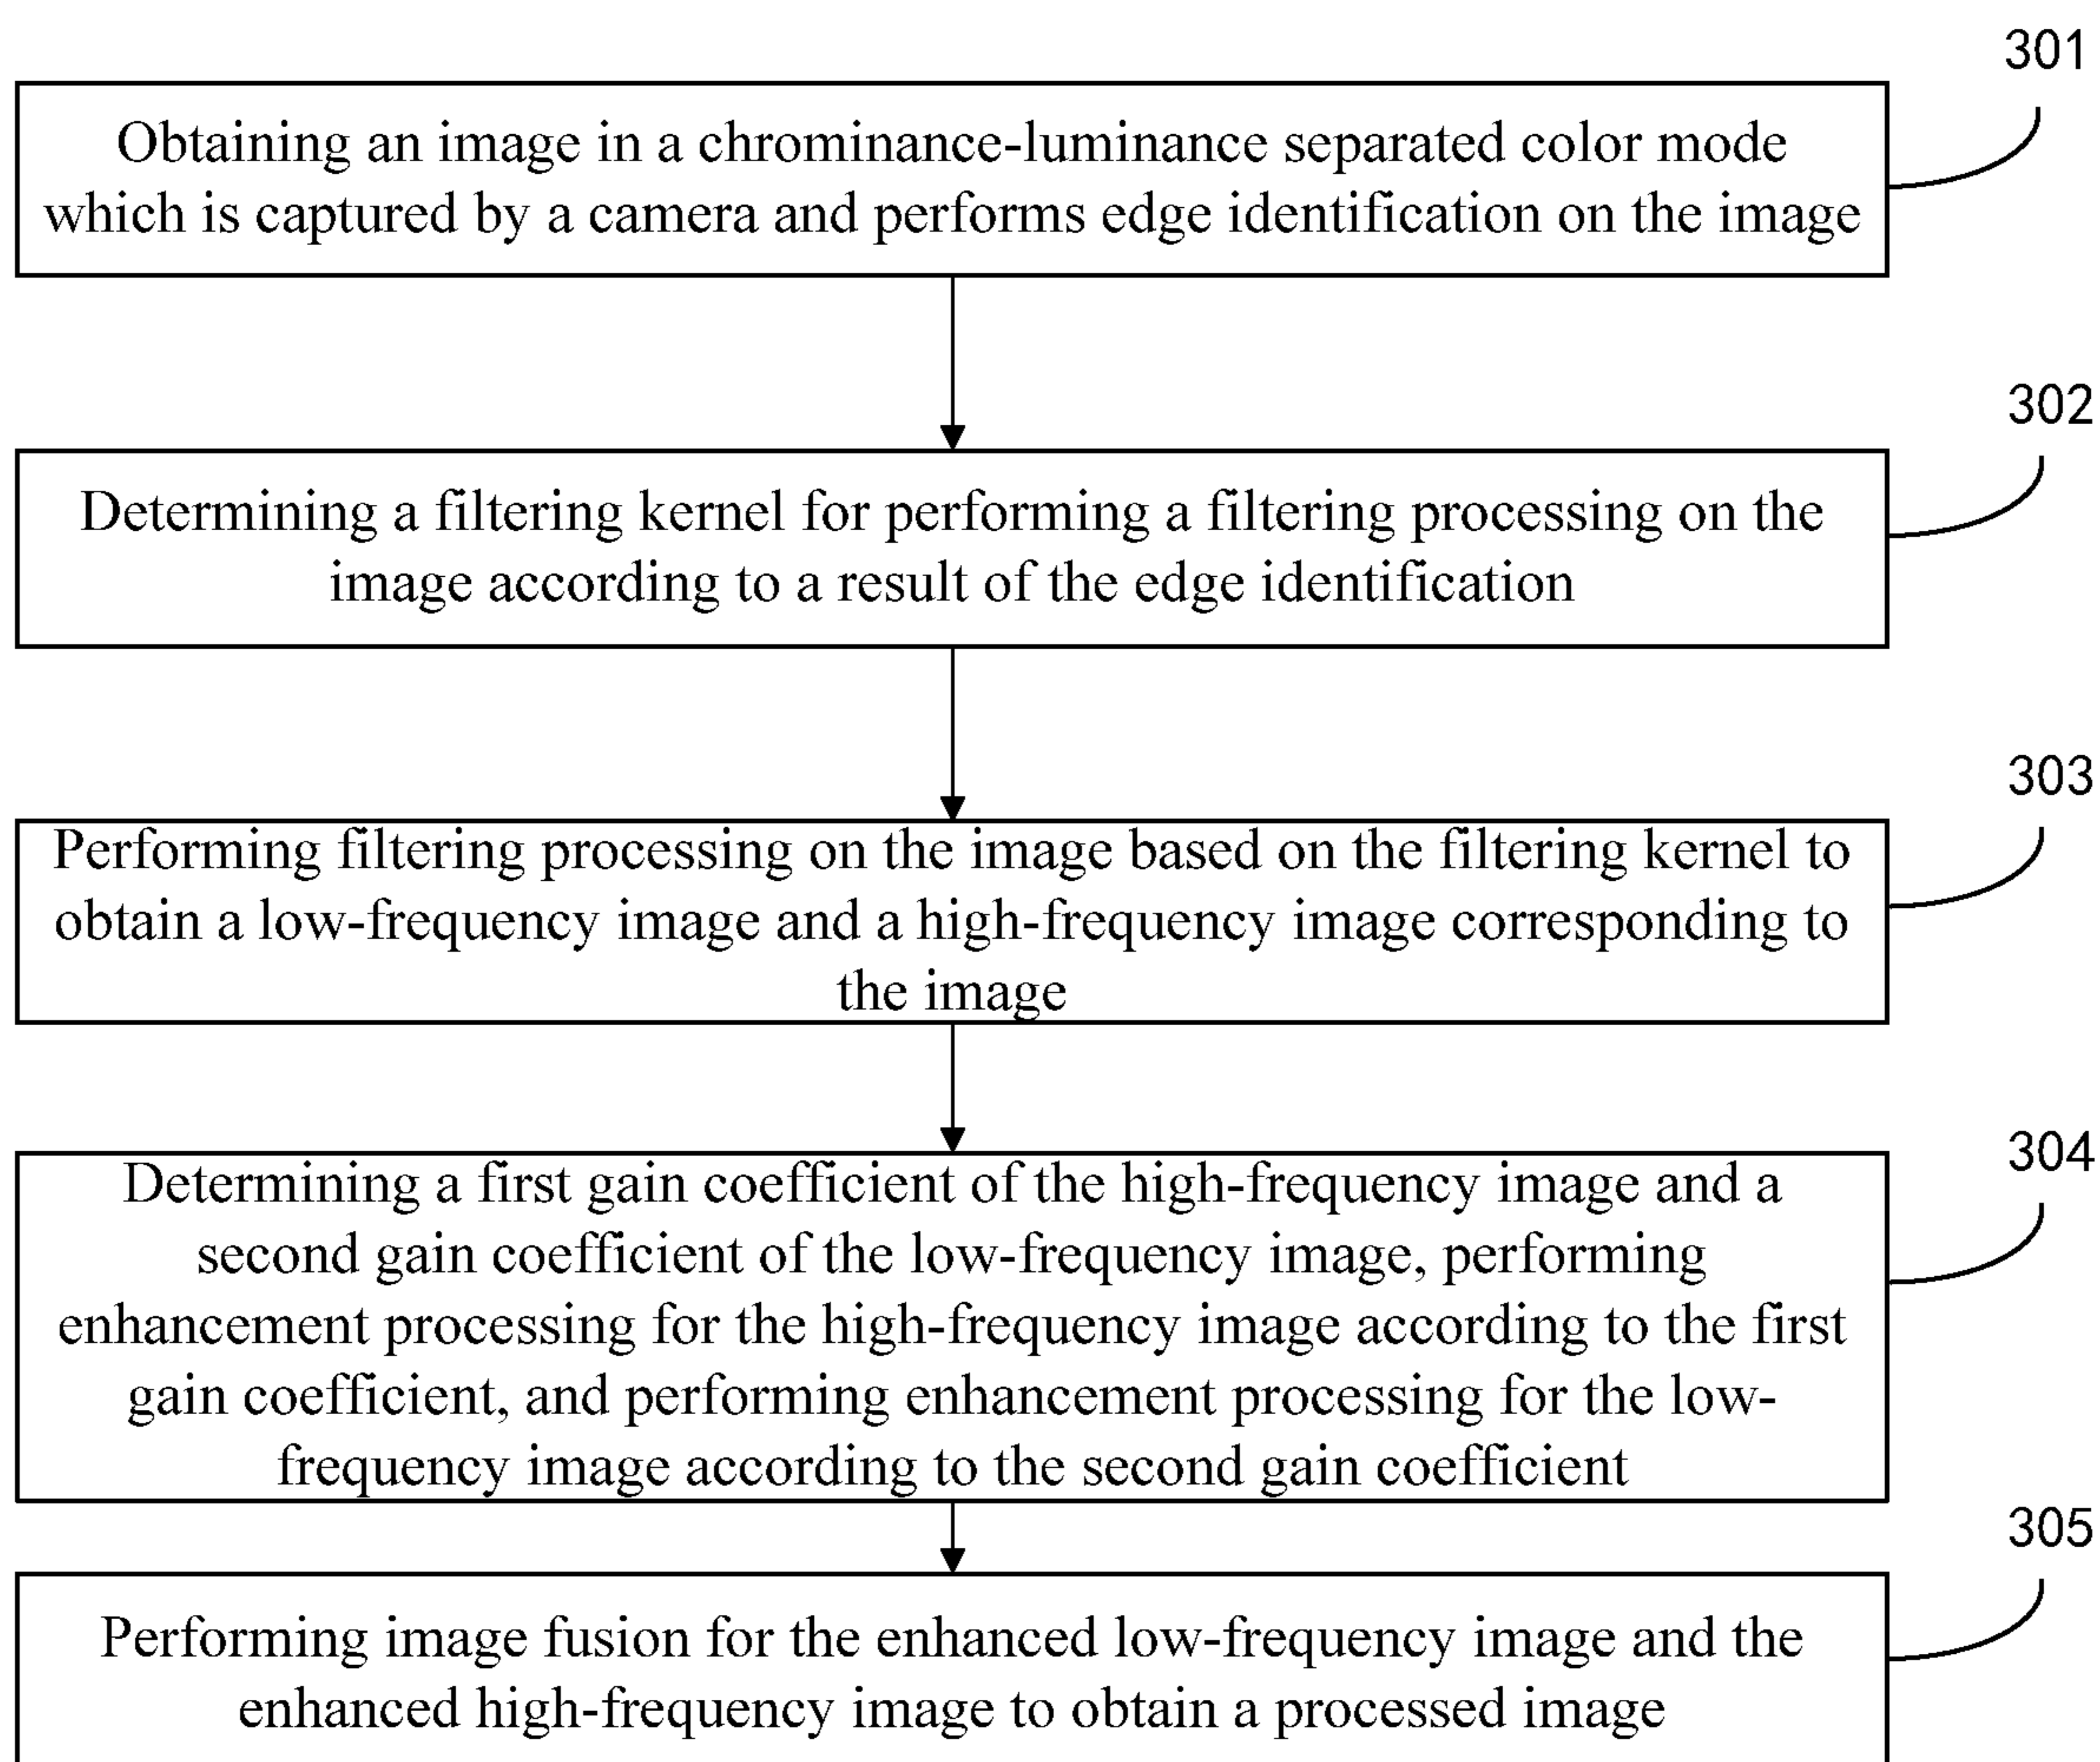 301
Obtaining an image in a chrominance-luminance separated color mode
which is captured by a camera and performs edge identification on the image
302
Determining a filtering kernel for performing a filtering processing on the
image according to a result of the edge identification
303
Performing filtering processing on the image based on the filtering kernel to
obtain a low-frequency image and a high-frequency image corresponding to
the image
304
Determining a first gain coefficient of the high-frequency image and a
second gain coefficient of the low-frequency image, performing
enhancement processing for the high-frequency image according to the first
gain coefficient, and performing enhancement processing for the low-
frequency image according to the second gain coefficient
305
Performing image fusion for the enhanced low-frequency image and the
enhanced high-frequency image to obtain a processed image